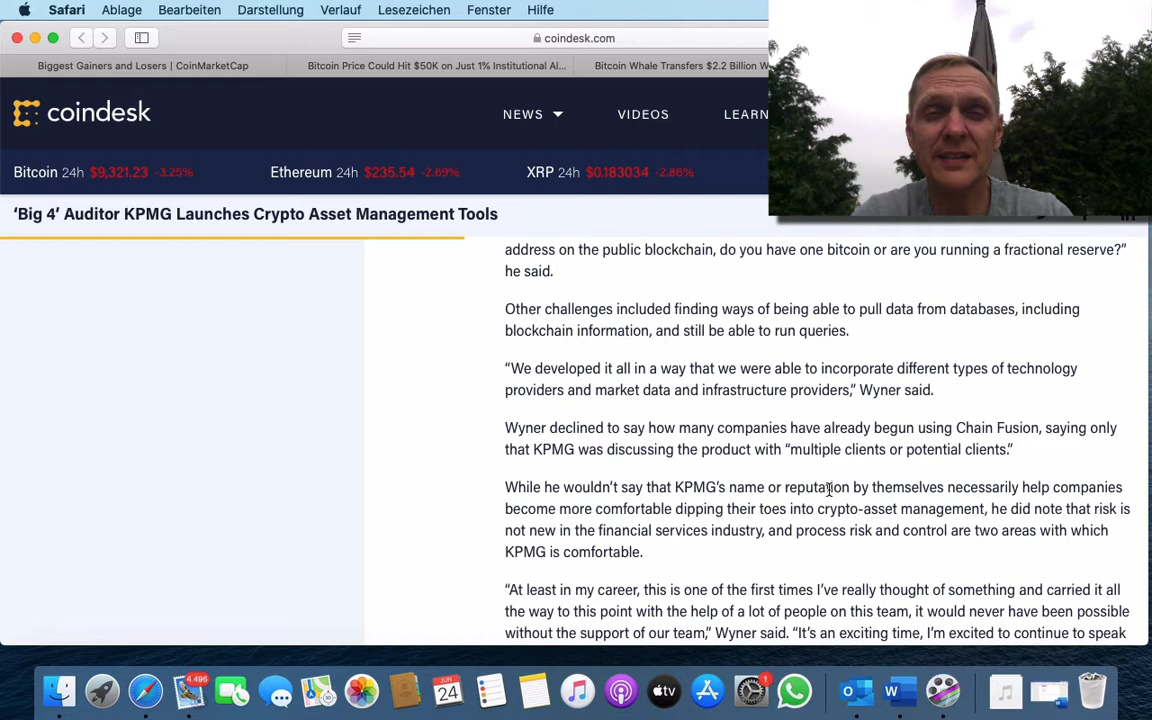 Safari Ablage Bearbeiten Darstellung Verlauf Lesezeichen Fenster Hilfe
coindesk.com
Biggest Gainers and Losers | CoinMarketCap
Bitcoin Price Could Hit $50K on Just 1% Institutional Al...
Bitcoin Whale Transfers $2.2 Billion W
coindesk
NEWS VIDEOS LEARN
Bitcoin 24h $9,321.23 -3.25% Ethereum 24h $235.54 -2.69% XRP 24h $0.183034 -2.86%
‘Big 4’ Auditor KPMG Launches Crypto Asset Management Tools
address on the public blockchain, do you have one bitcoin or are you running a fractional reserve?”
he said.
Other challenges included finding ways of being able to pull data from databases, including
blockchain information, and still be able to run queries.
“We developed it all in a way that we were able to incorporate different types of technology
providers and market data and infrastructure providers,” Wyner said.
Wyner declined to say how many companies have already begun using Chain Fusion, saying only
that KPMG was discussing the product with “multiple clients or potential clients.”
While he wouldn’t say that KPMG’s name or reputation by themselves necessarily help companies
become more comfortable dipping their toes into crypto-asset management, he did note that risk is
not new in the financial services industry, and process risk and control are two areas with which
KPMG is comfortable.
“At least in my career, this is one of the first times I’ve really thought of something and carried it all
the way to this point with the help of a lot of people on this team, it would never have been possible
without the support of our team,” Wyner said. “It’s an exciting time, I’m excited to continue to speak
4.496
JUN
24
tv
1